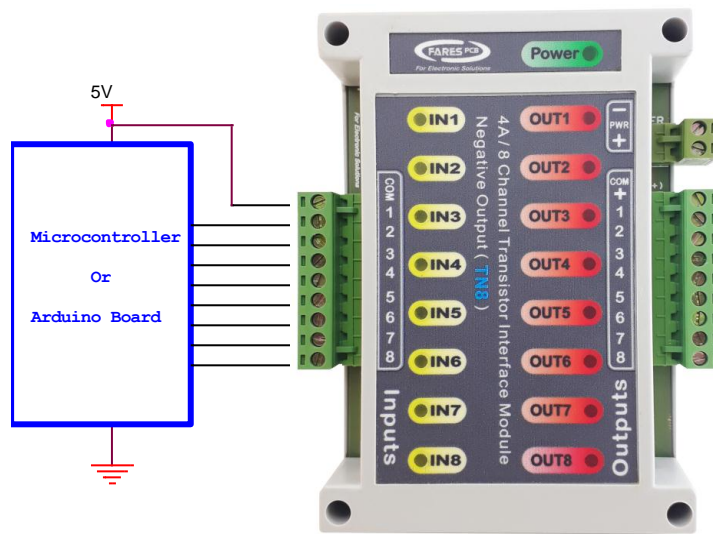 5V
Microcontroller
Or
Arduino Board
FARES PCB
For Electronic Solutions
Power
For Electronic Solutions
IN1
IN2
IN3
IN4
IN5
IN6
IN7
IN8
COM
1
2
3
4
5
6
7
8
Inputs
4A / 8 Channel Transistor Interface Module
Negative Output ( TN8 )
OUT1
OUT2
OUT3
OUT4
OUT5
OUT6
OUT7
OUT8
−
PWR
+
COM
+
1
2
3
4
5
6
7
8
Outputs